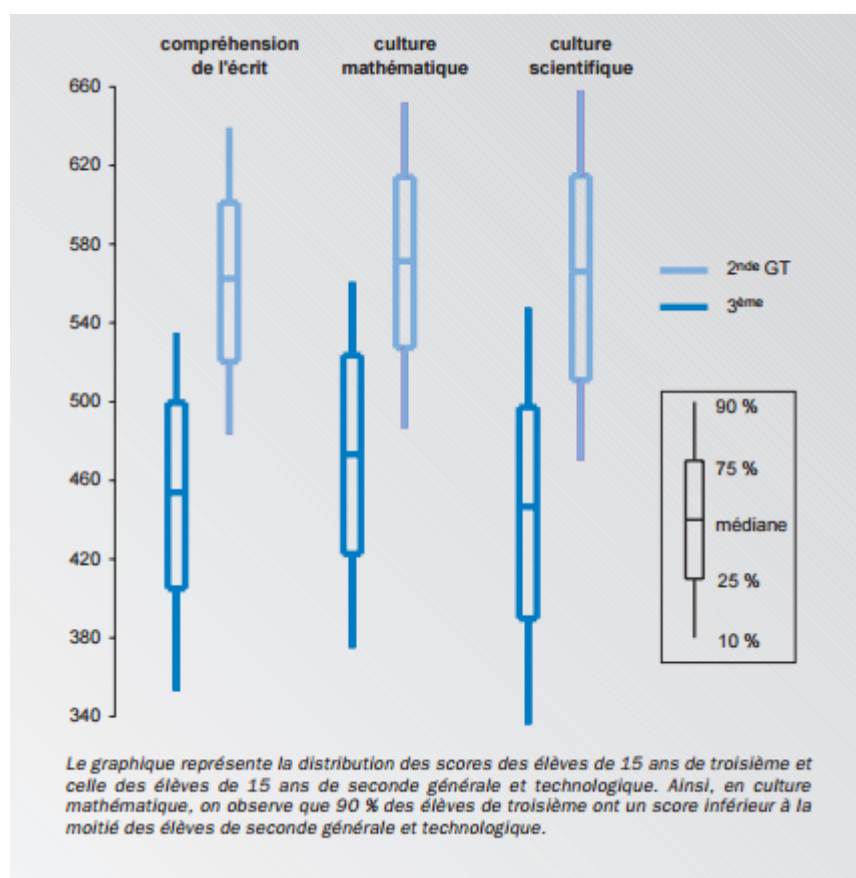 compréhension
de l'écrit
culture
mathématique
culture
scientifique
660
620
580
540
500
460
420
380
340
2nde GT
3ème
90 %
75 %
médiane
25 %
10 %
Le graphique représente la distribution des scores des élèves de 15 ans de troisième et
celle des élèves de 15 ans de seconde générale et technologique. Ainsi, en culture
mathématique, on observe que 90 % des élèves de troisième ont un score inférieur à la
moitié des élèves de seconde générale et technologique.